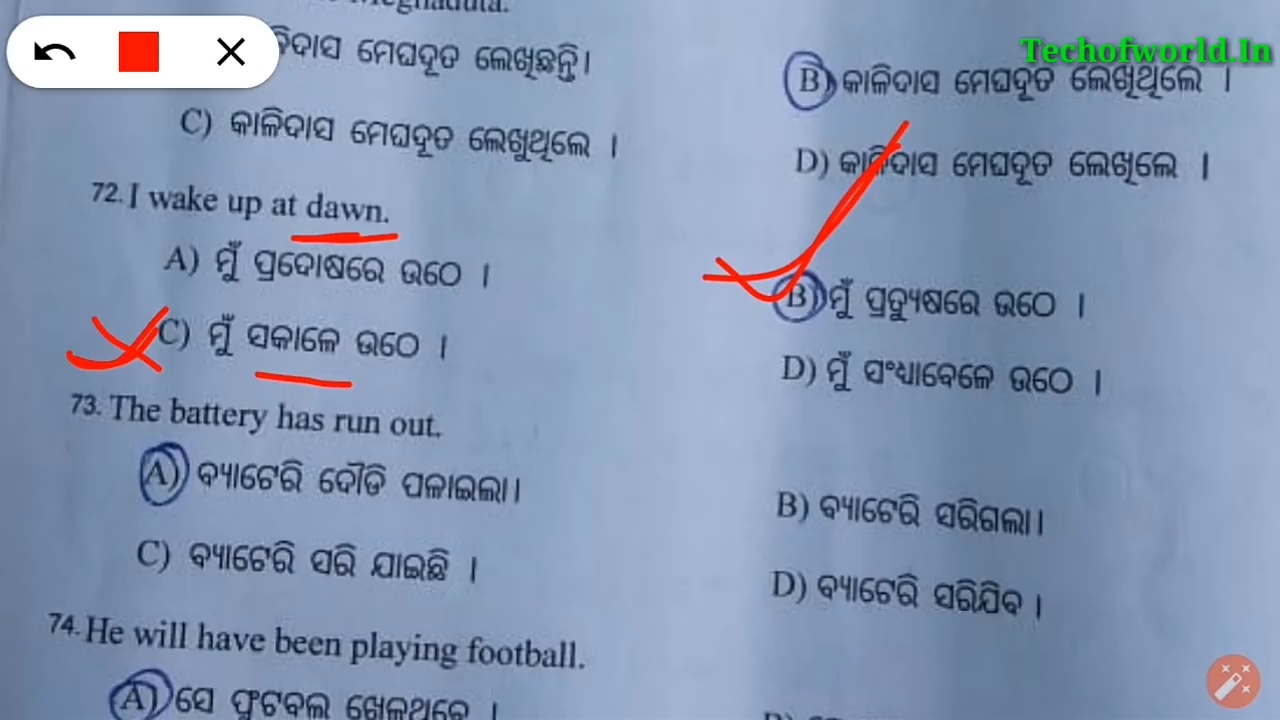 Meghaduta.
Techofworld.In
ଳିଦାସ ମେଘଦୂତ ଲେଖିଛନ୍ତି।
B) କାଳିଦାସ ମେଘଦୂତ ଲେଖିଥିଲେ ।
C) କାଳିଦାସ ମେଘଦୂତ ଲେଖୁଥିଲେ ।
D) କାଳିଦାସ ମେଘଦୂତ ଲେଖିଲେ ।
72. I wake up at dawn.
A) ମୁଁ ପ୍ରଦୋଷରେ ଉଠେ ।
B) ମୁଁ ପ୍ରତ୍ୟୁଷରେ ଉଠେ ।
C) ମୁଁ ସକାଳେ ଉଠେ ।
D) ମୁଁ ସଂଧ୍ୟାବେଳେ ଉଠେ ।
73. The battery has run out.
A) ବ୍ୟାଟେରି ଦୌଡି ପଳାଇଲା।
B) ବ୍ୟାଟେରି ସରିଗଲା।
C) ବ୍ୟାଟେରି ସରି ଯାଇଛି ।
D) ବ୍ୟାଟେରି ସରିଯିବ ।
74. He will have been playing football.
A) ସେ ଫୁଟବଲ ଖେଳୁଥିବେ ।